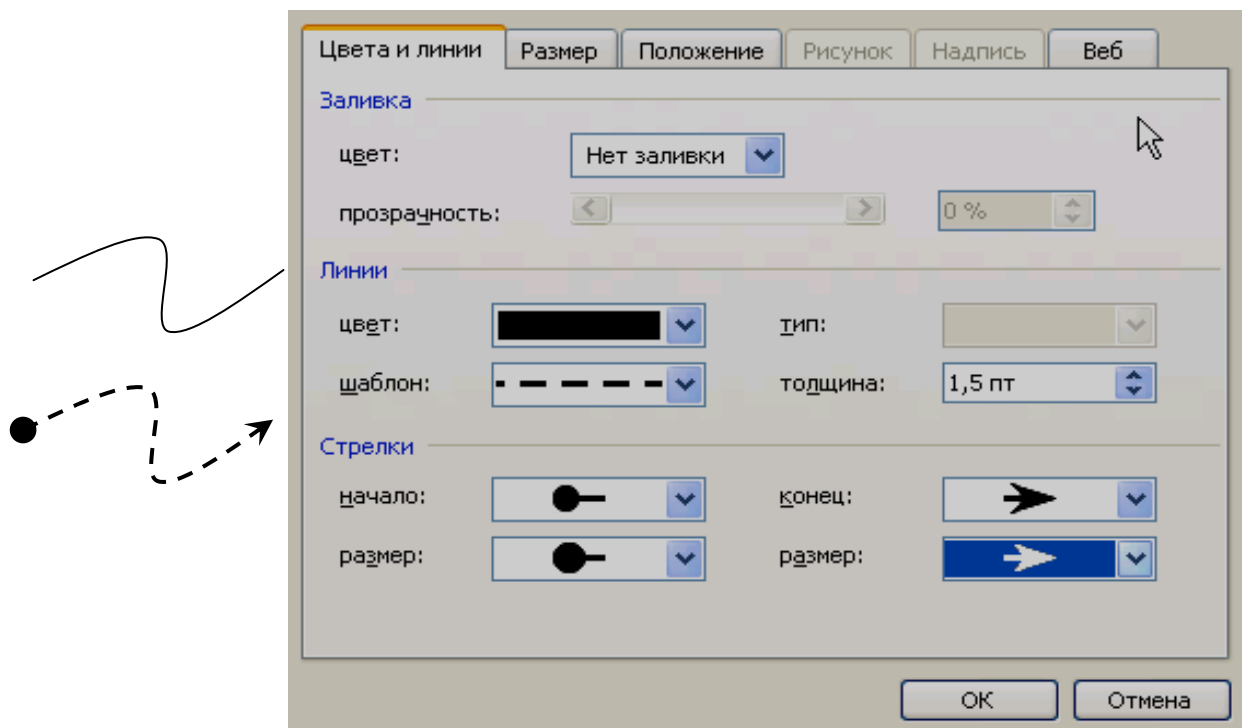 Цвета и линии Размер Положение Рисунок Надпись Веб
Заливка
цвет: Нет заливки
прозрачность: 0 %
Линии
цвет: тип:
шаблон: толщина: 1,5 пт
Стрелки
начало: конец:
размер: размер:
ОК Отмена